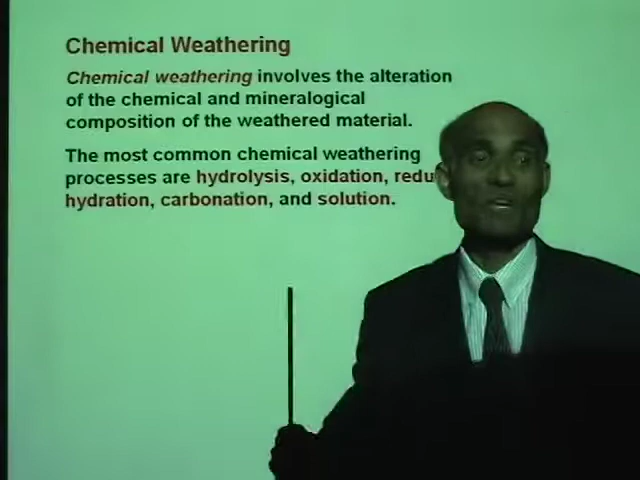 Chemical Weathering
Chemical weathering involves the alteration
of the chemical and mineralogical
composition of the weathered material.
The most common chemical weathering
processes are hydrolysis, oxidation, redu
hydration, carbonation, and solution.